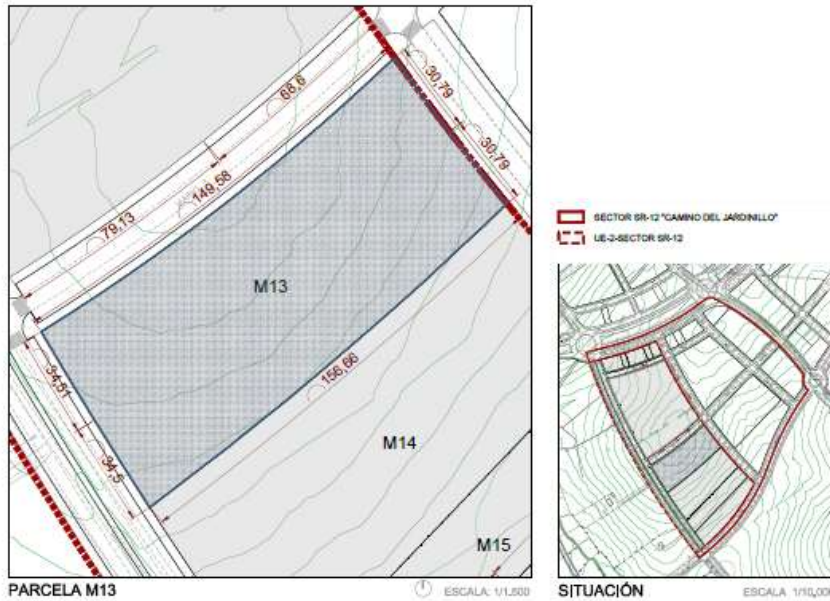 68,6
30,79
30,79
149,58
79,13
M13
156,66
34,51
34,5
M14
M15
PARCELA M13
ESCALA: 1/1.500
SECTOR SR-12 "CAMINO DEL JARDINILLO"
UE-2-SECTOR SR-12
SITUACIÓN
ESCALA 1/10,000